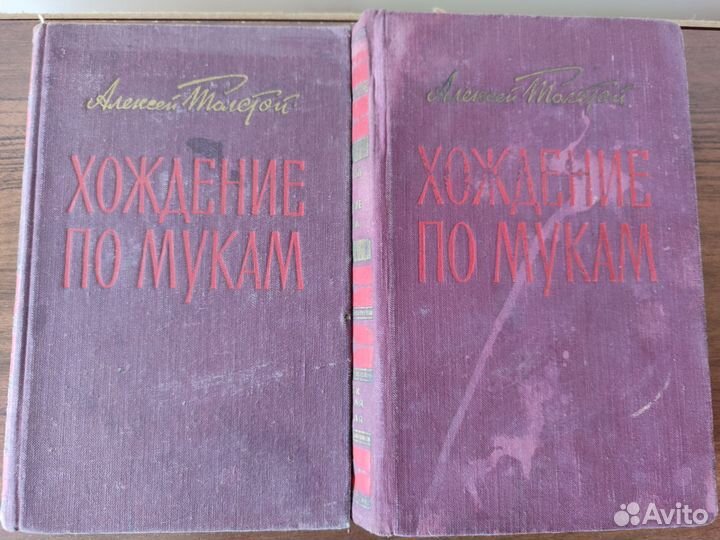 Алексей Толстой
ХОЖДЕНИЕ
ПО МУКАМ
Алексей Толстой
ХОЖДЕНИЕ
ПО МУКАМ
Avito